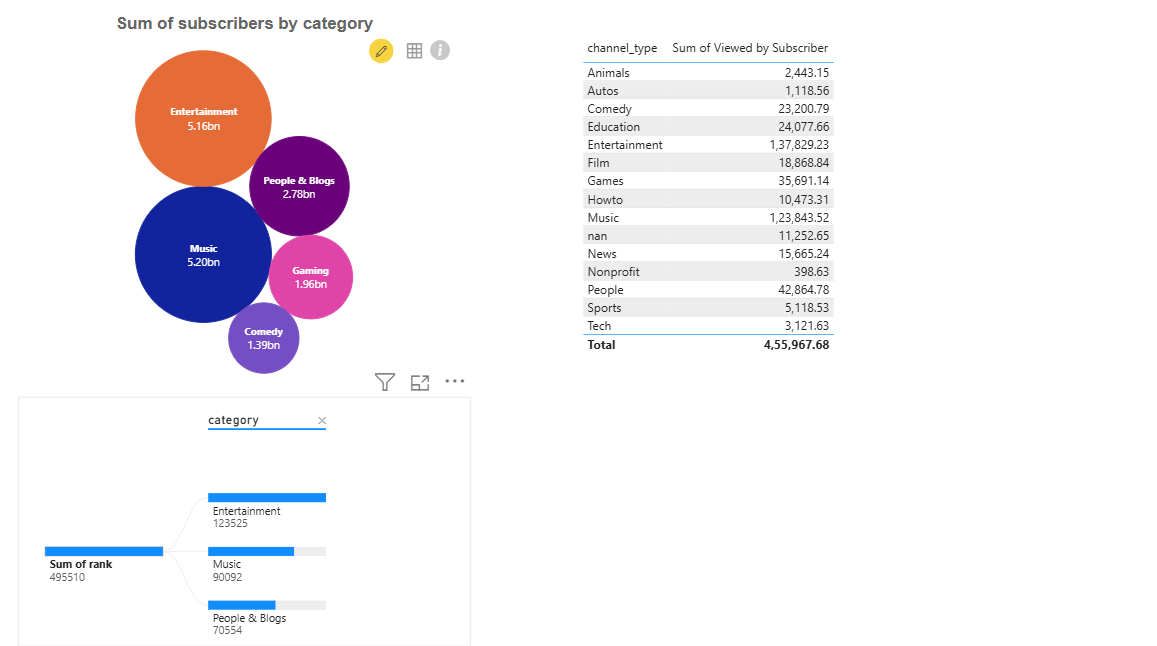 Sum of subscribers by category
Entertainment
5.16bn
People & Blogs
2.78bn
Music
5.20bn
Gaming
1.96bn
Comedy
1.39bn
category
Sum of rank
495510
Entertainment
123525
Music
90092
People & Blogs
70554
channel_type Sum of Viewed by Subscriber
Animals 2,443.15
Autos 1,118.56
Comedy 23,200.79
Education 24,077.66
Entertainment 1,37,829.23
Film 18,868.84
Games 35,691.14
Howto 10,473.31
Music 1,23,843.52
nan 11,252.65
News 15,665.24
Nonprofit 398.63
People 42,864.78
Sports 5,118.53
Tech 3,121.63
Total 4,55,967.68